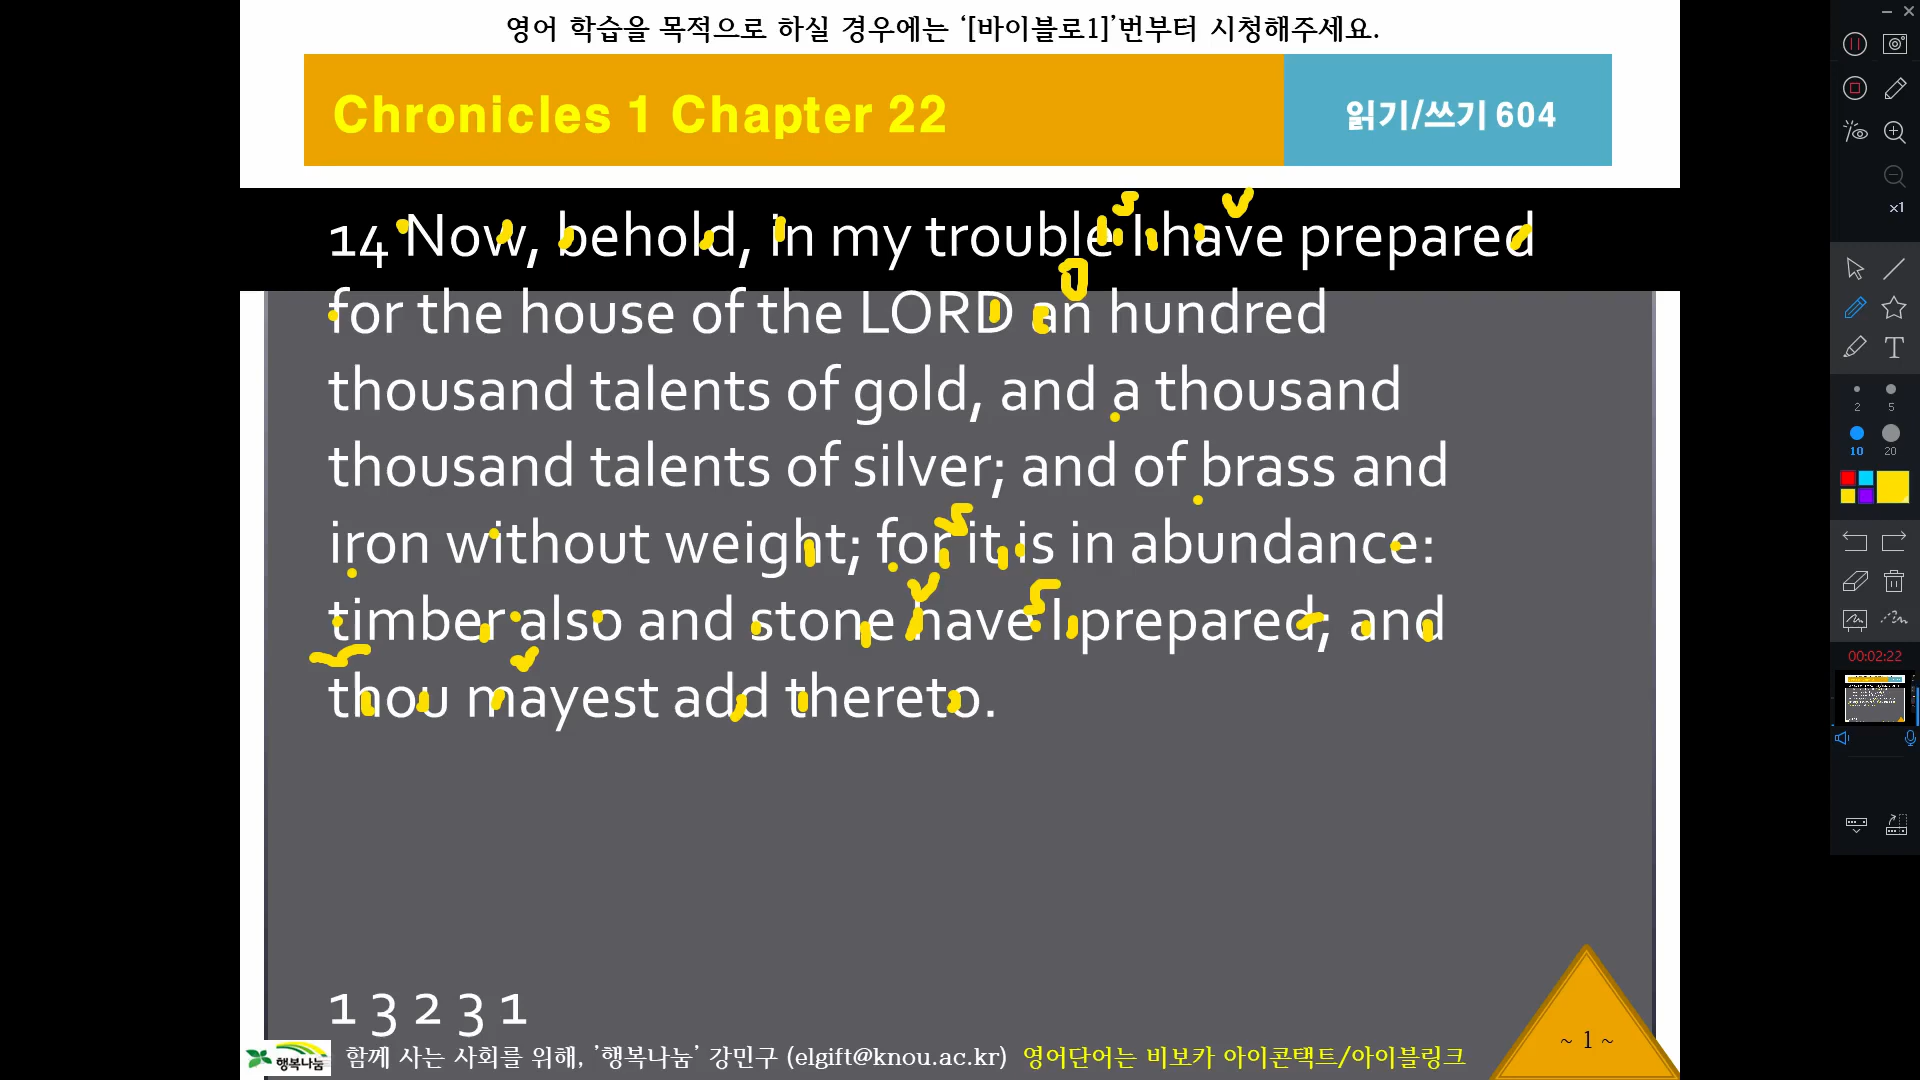 영어 학습을 목적으로 하실 경우에는 ‘[바이블로1]’번부터 시청해주세요.
Chronicles 1 Chapter 22
읽기/쓰기 604
14 Now, behold, in my trouble I have prepared
for the house of the LORD an hundred
thousand talents of gold, and a thousand
thousand talents of silver; and of brass and
iron without weight; for it is in abundance:
timber also and stone have I prepared; and
thou mayest add thereto.
1 3 2 3 1
행복나눔 함께 사는 사회를 위해, '행복나눔' 강민구 (elgift@knou.ac.kr) 영어단어는 비보카 아이콘택트/아이블링크
~ 1 ~
x1
2 5
10 20
00:02:22